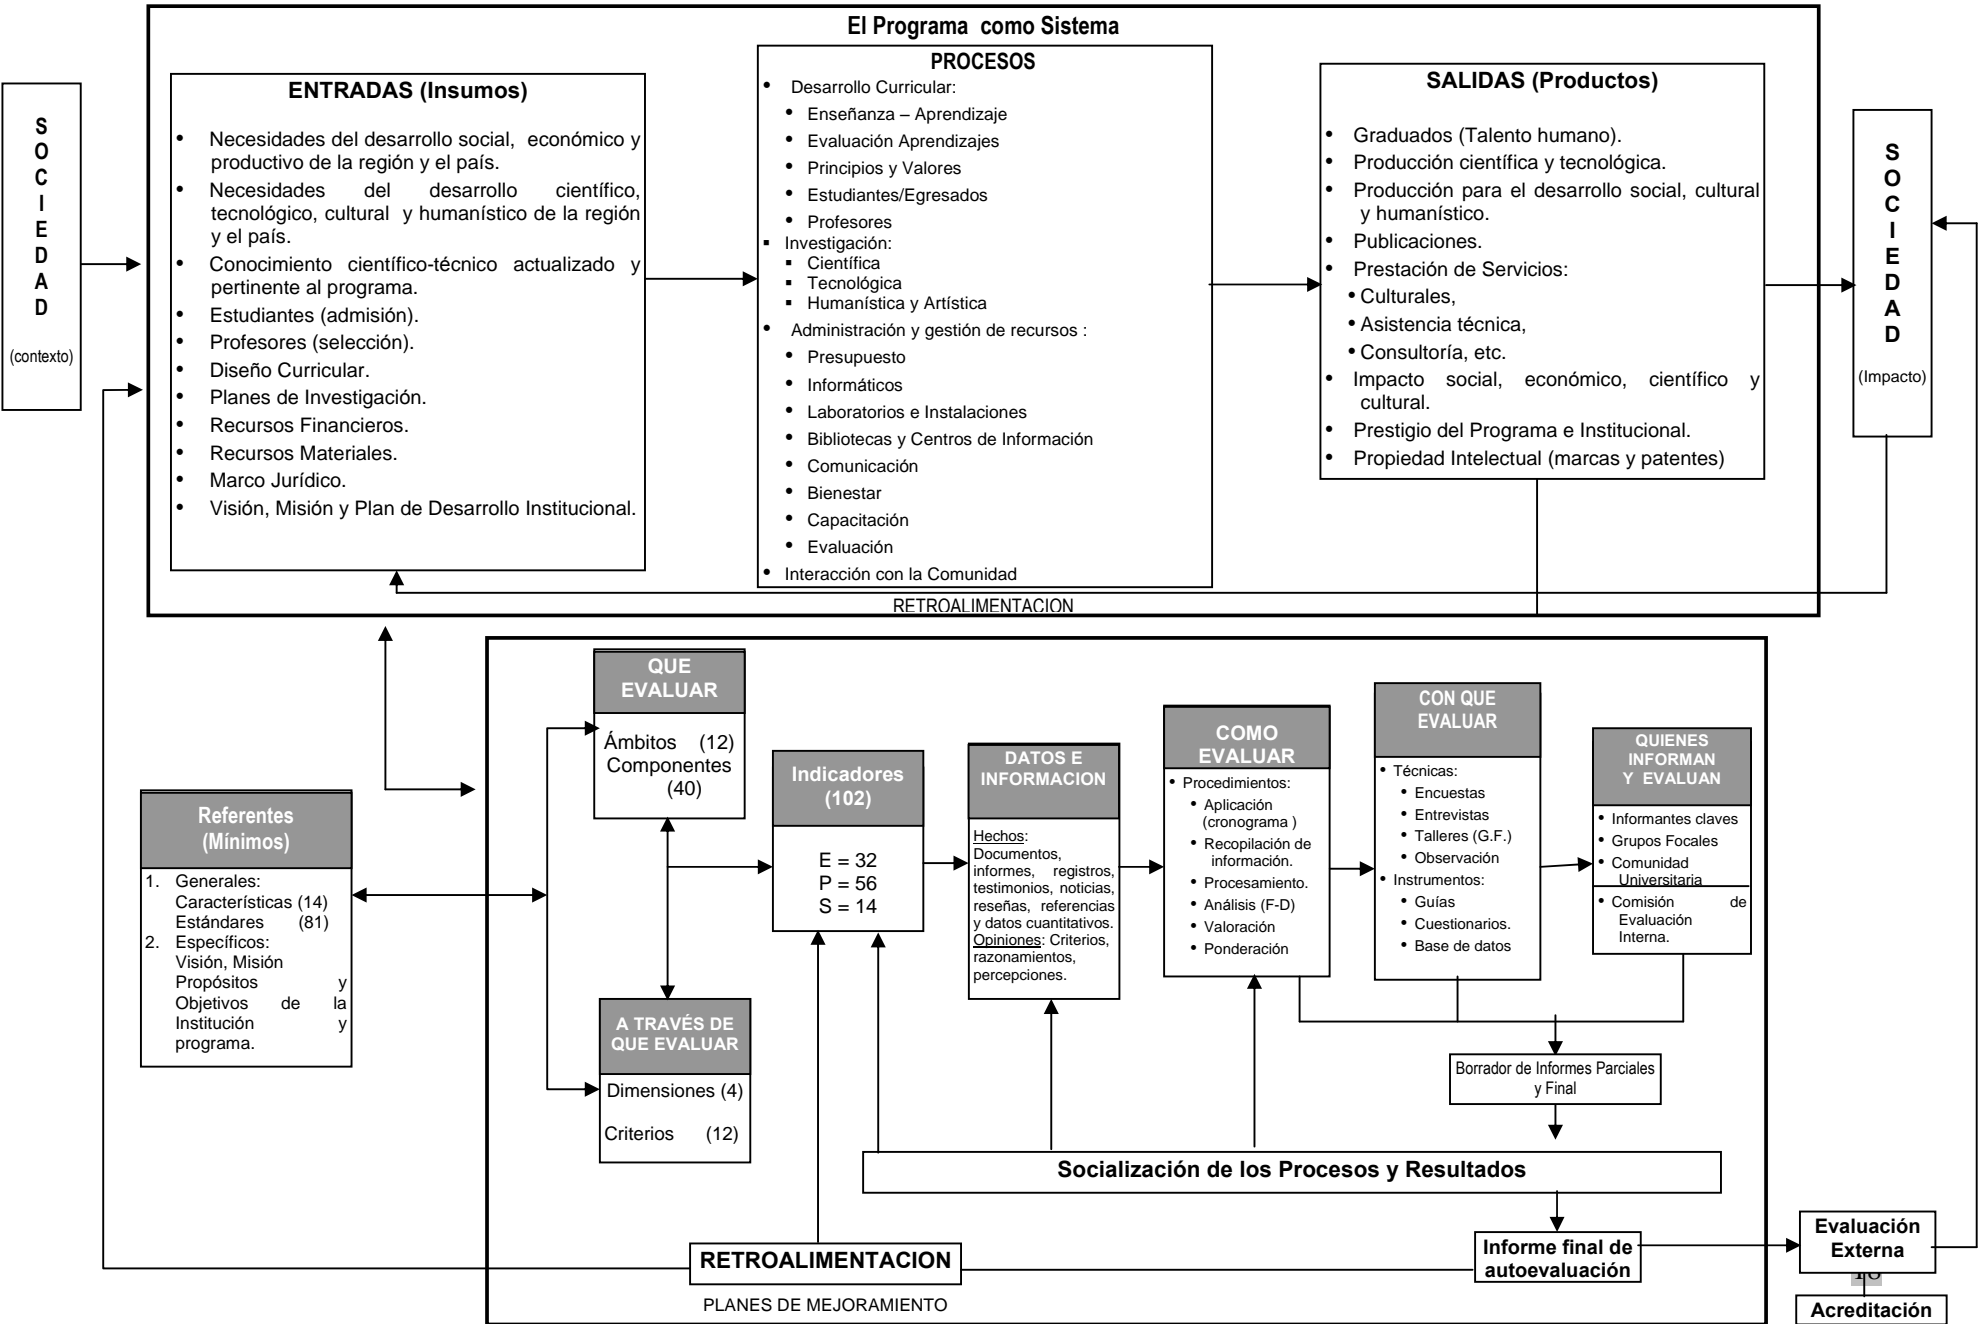 El Programa como Sistema
S
O
C
I
E
D
A
D
(contexto)
ENTRADAS (Insumos)
• Necesidades del desarrollo social, económico y
productivo de la región y el país.
• Necesidades del desarrollo científico,
tecnológico, cultural y humanístico de la región
y el país.
• Conocimiento científico-técnico actualizado y
pertinente al programa.
• Estudiantes (admisión).
• Profesores (selección).
• Diseño Curricular.
• Planes de Investigación.
• Recursos Financieros.
• Recursos Materiales.
• Marco Jurídico.
• Visión, Misión y Plan de Desarrollo Institucional.
PROCESOS
• Desarrollo Curricular:
• Enseñanza – Aprendizaje
• Evaluación Aprendizajes
• Principios y Valores
• Estudiantes/Egresados
• Profesores
▪ Investigación:
▪ Científica
▪ Tecnológica
▪ Humanística y Artística
• Administración y gestión de recursos :
• Presupuesto
• Informáticos
• Laboratorios e Instalaciones
• Bibliotecas y Centros de Información
• Comunicación
• Bienestar
• Capacitación
• Evaluación
• Interacción con la Comunidad
SALIDAS (Productos)
• Graduados (Talento humano).
• Producción científica y tecnológica.
• Producción para el desarrollo social, cultural
y humanístico.
• Publicaciones.
• Prestación de Servicios:
• Culturales,
• Asistencia técnica,
• Consultoría, etc.
• Impacto social, económico, científico y
cultural.
• Prestigio del Programa e Institucional.
• Propiedad Intelectual (marcas y patentes)
S
O
C
I
E
D
A
D
(Impacto)
RETROALIMENTACION
Referentes
(Mínimos)
1. Generales:
Características (14)
Estándares (81)
2. Específicos:
Visión, Misión
Propósitos y
Objetivos de la
Institución y
programa.
QUE
EVALUAR
Ámbitos (12)
Componentes
(40)
A TRAVÉS DE
QUE EVALUAR
Dimensiones (4)
Criterios (12)
Indicadores
(102)
E = 32
P = 56
S = 14
DATOS E
INFORMACION
Hechos:
Documentos,
informes, registros,
testimonios, noticias,
reseñas, referencias
y datos cuantitativos.
Opiniones: Criterios,
razonamientos,
percepciones.
COMO
EVALUAR
• Procedimientos:
• Aplicación
(cronograma )
• Recopilación de
información.
• Procesamiento.
• Análisis (F-D)
• Valoración
• Ponderación
CON QUE
EVALUAR
• Técnicas:
• Encuestas
• Entrevistas
• Talleres (G.F.)
• Observación
• Instrumentos:
• Guías
• Cuestionarios.
• Base de datos
QUIENES
INFORMAN
Y EVALUAN
• Informantes claves
• Grupos Focales
• Comunidad
Universitaria
• Comisión de
Evaluación
Interna.
Borrador de Informes Parciales
y Final
Socialización de los Procesos y Resultados
RETROALIMENTACION
PLANES DE MEJORAMIENTO
Informe final de
autoevaluación
Evaluación
Externa
Acreditación